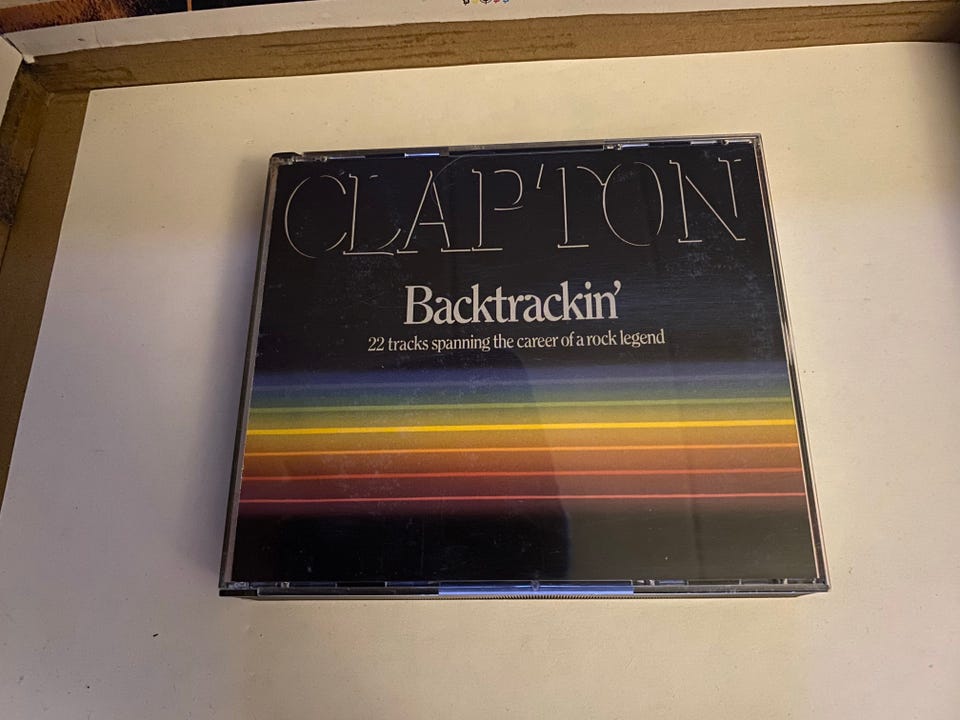 CLAPTON
Backtrackin'
22 tracks spanning the career of a rock legend